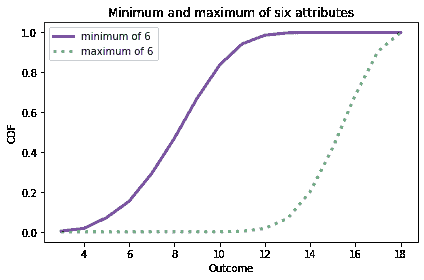 Minimum and maximum of six attributes
minimum of 6
maximum of 6
CDF
1.0
0.8
0.6
0.4
0.2
0.0
4 6 8 10 12 14 16 18
Outcome